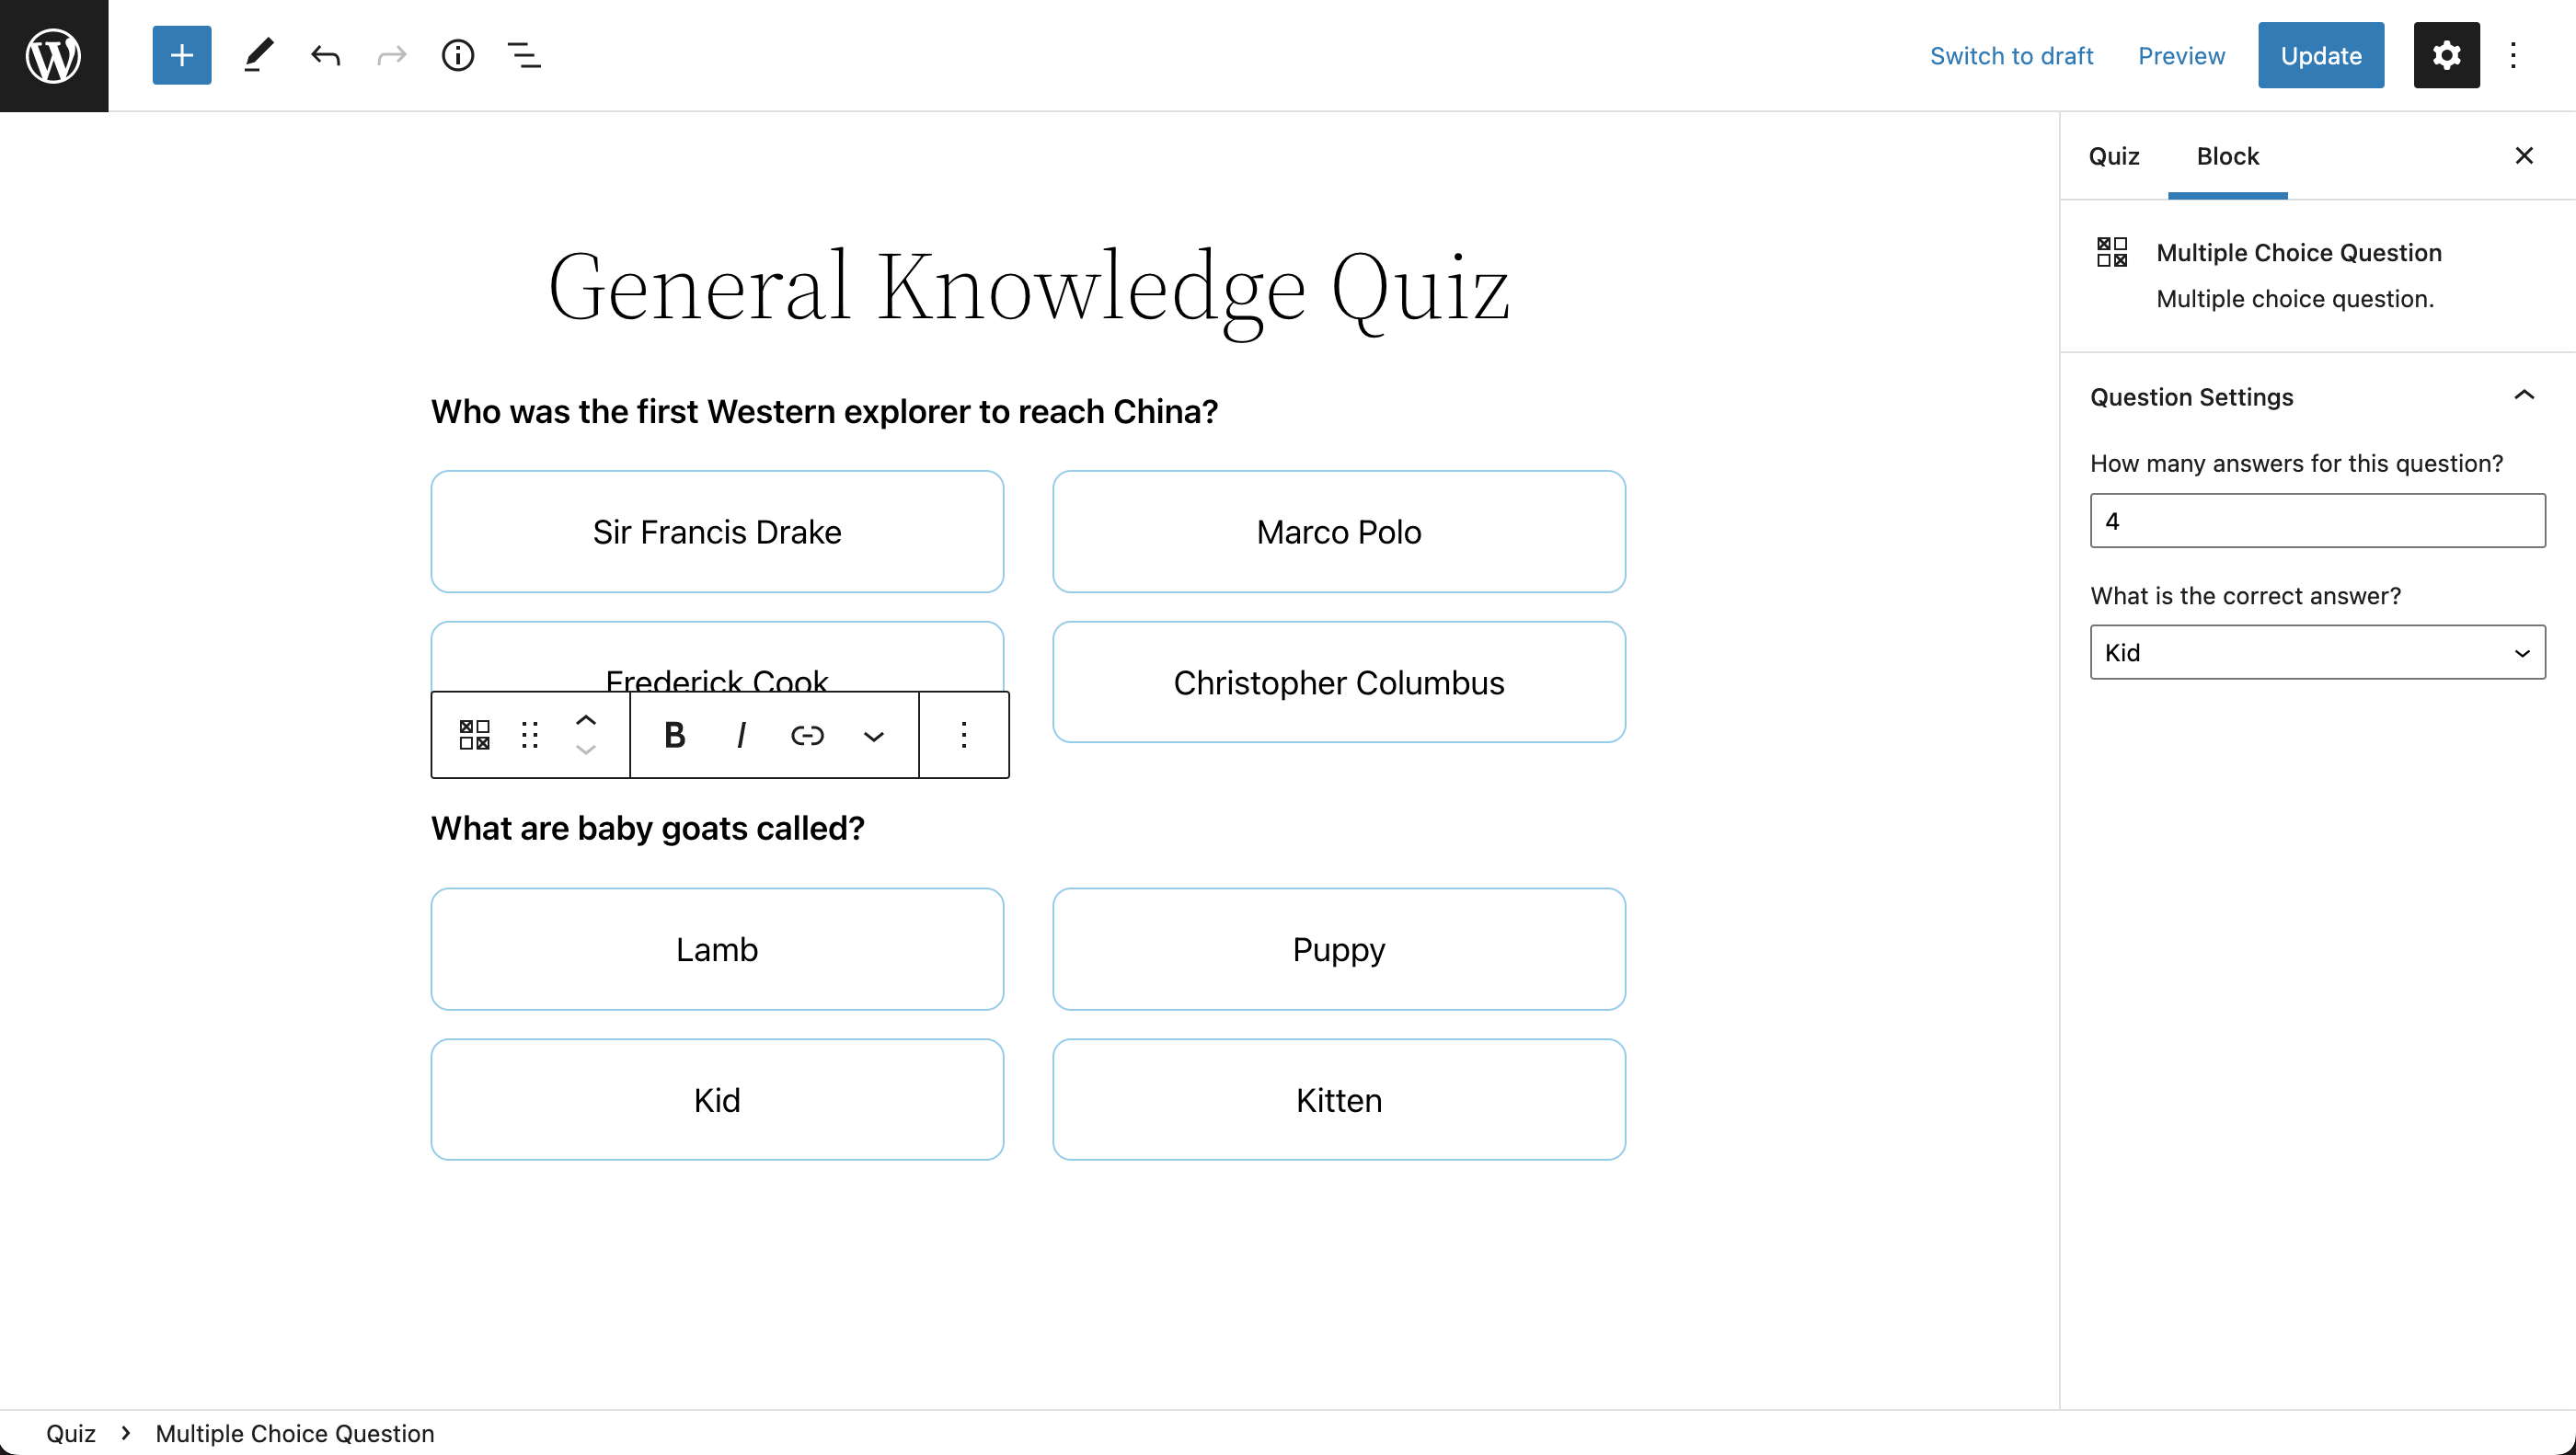 Switch to draft
Preview
Update
Quiz
Block
Multiple Choice Question
Multiple choice question.
Question Settings
How many answers for this question?
4
What is the correct answer?
Kid
General Knowledge Quiz
Who was the first Western explorer to reach China?
Sir Francis Drake
Marco Polo
Frederick Cook
Christopher Columbus
B I
What are baby goats called?
Lamb
Puppy
Kid
Kitten
Quiz > Multiple Choice Question